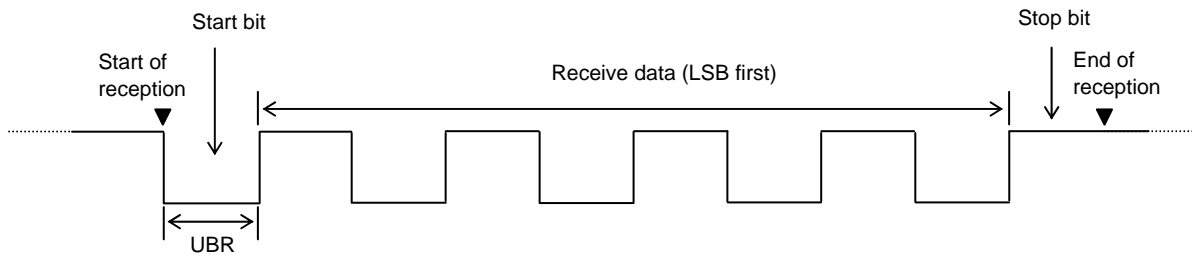 Start bit
Stop bit
Start of
reception
Receive data (LSB first)
End of
reception
UBR